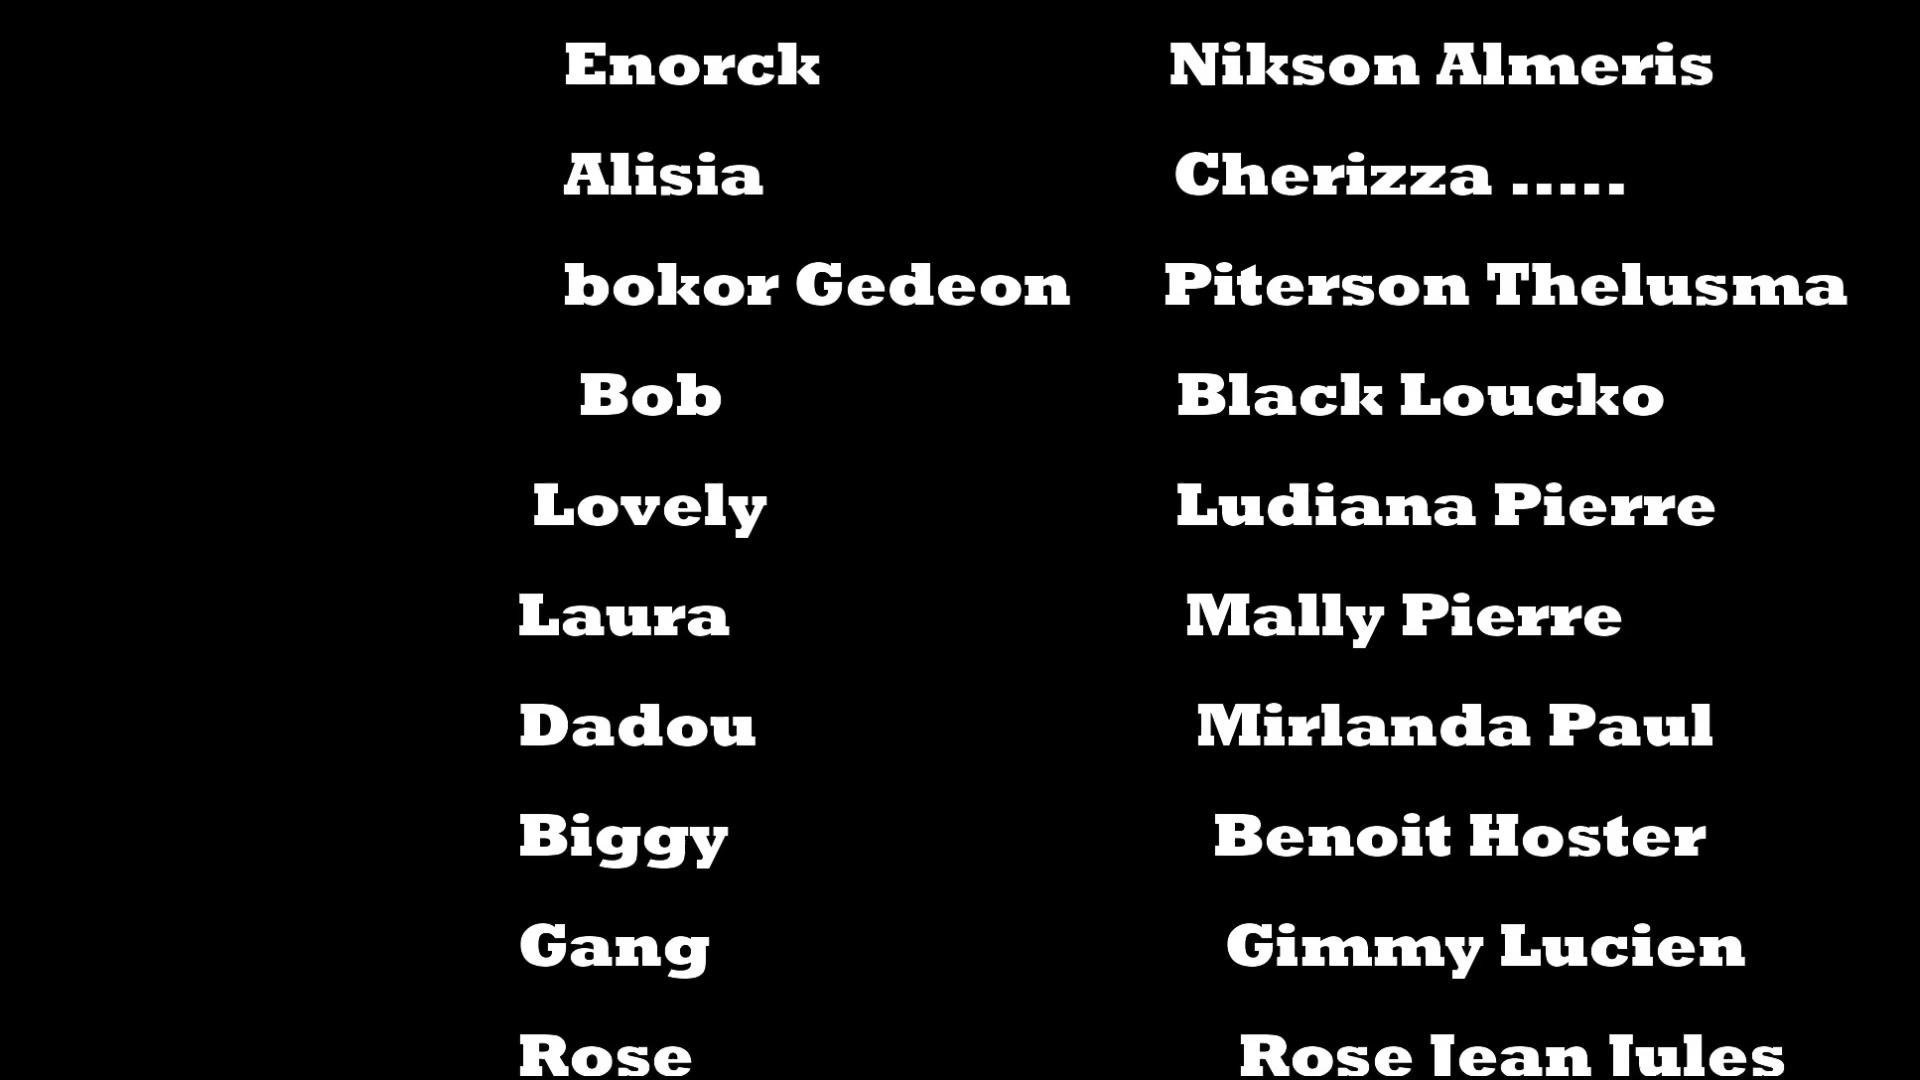 Enorck Nikson Almeris
Alisia Cherizza .....
bokor Gedeon Piterson Thelusma
Bob Black Loucko
Lovely Ludiana Pierre
Laura Mally Pierre
Dadou Mirlanda Paul
Biggy Benoit Hoster
Gang Gimmy Lucien
Rose Rose Jean Jules